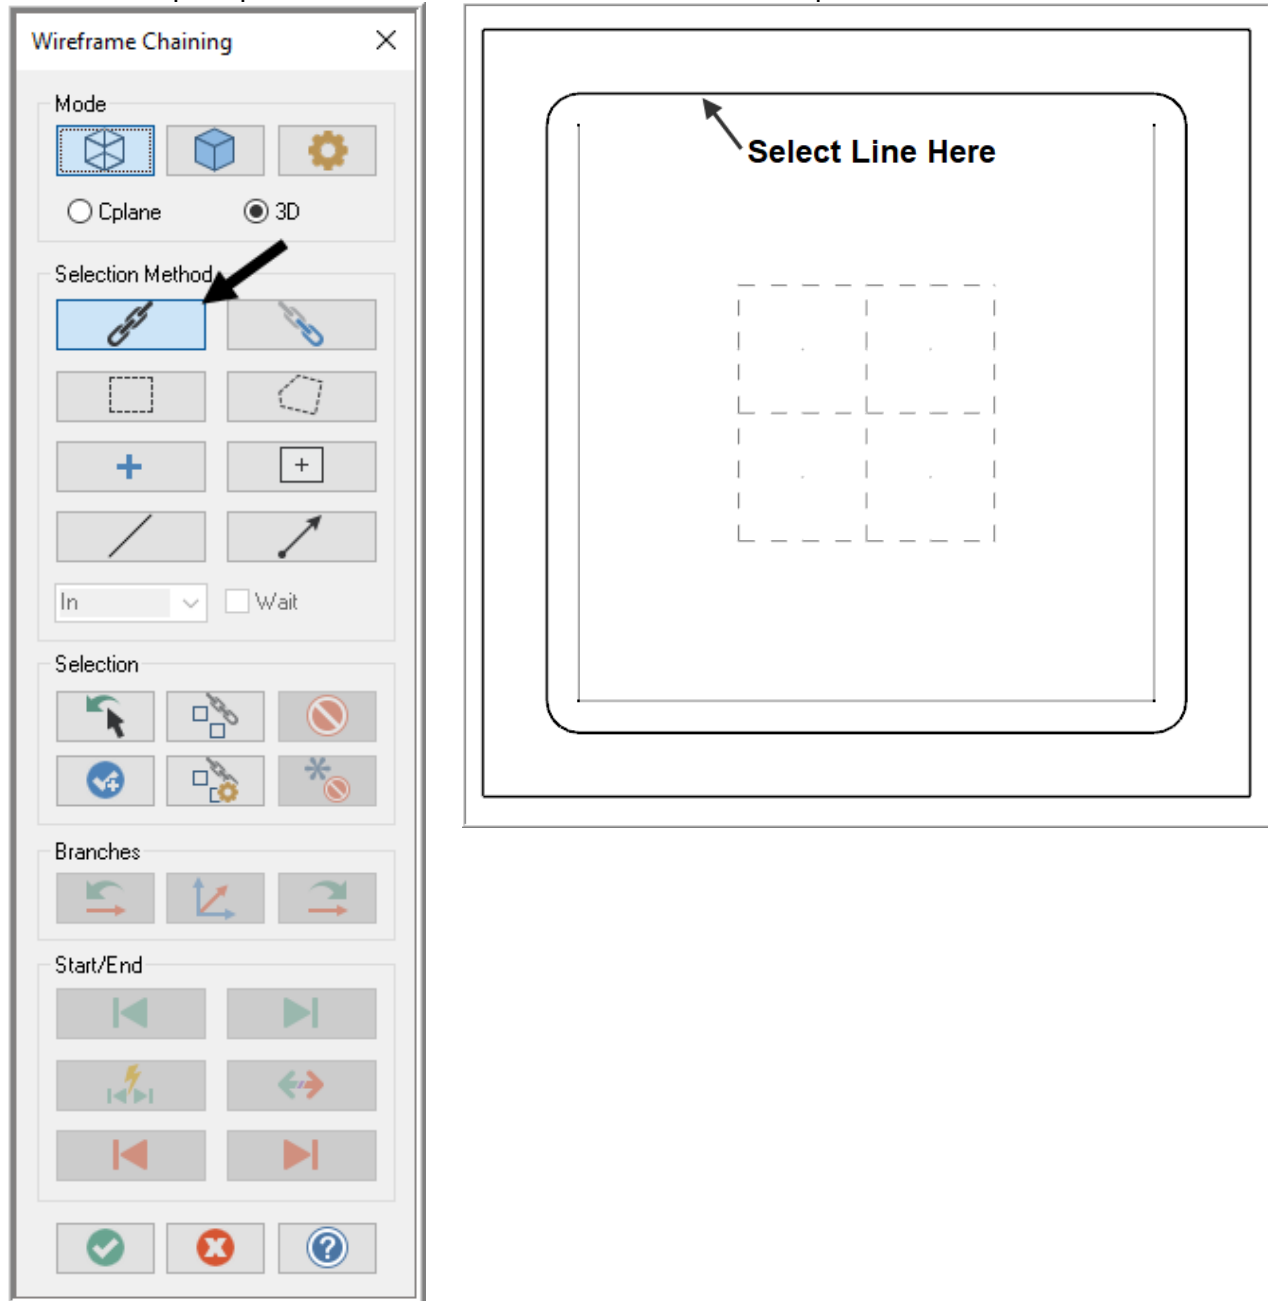 Wireframe Chaining
Mode
Cplane
3D
Selection Method
In
Wait
Selection
Branches
Start/End
Select Line Here